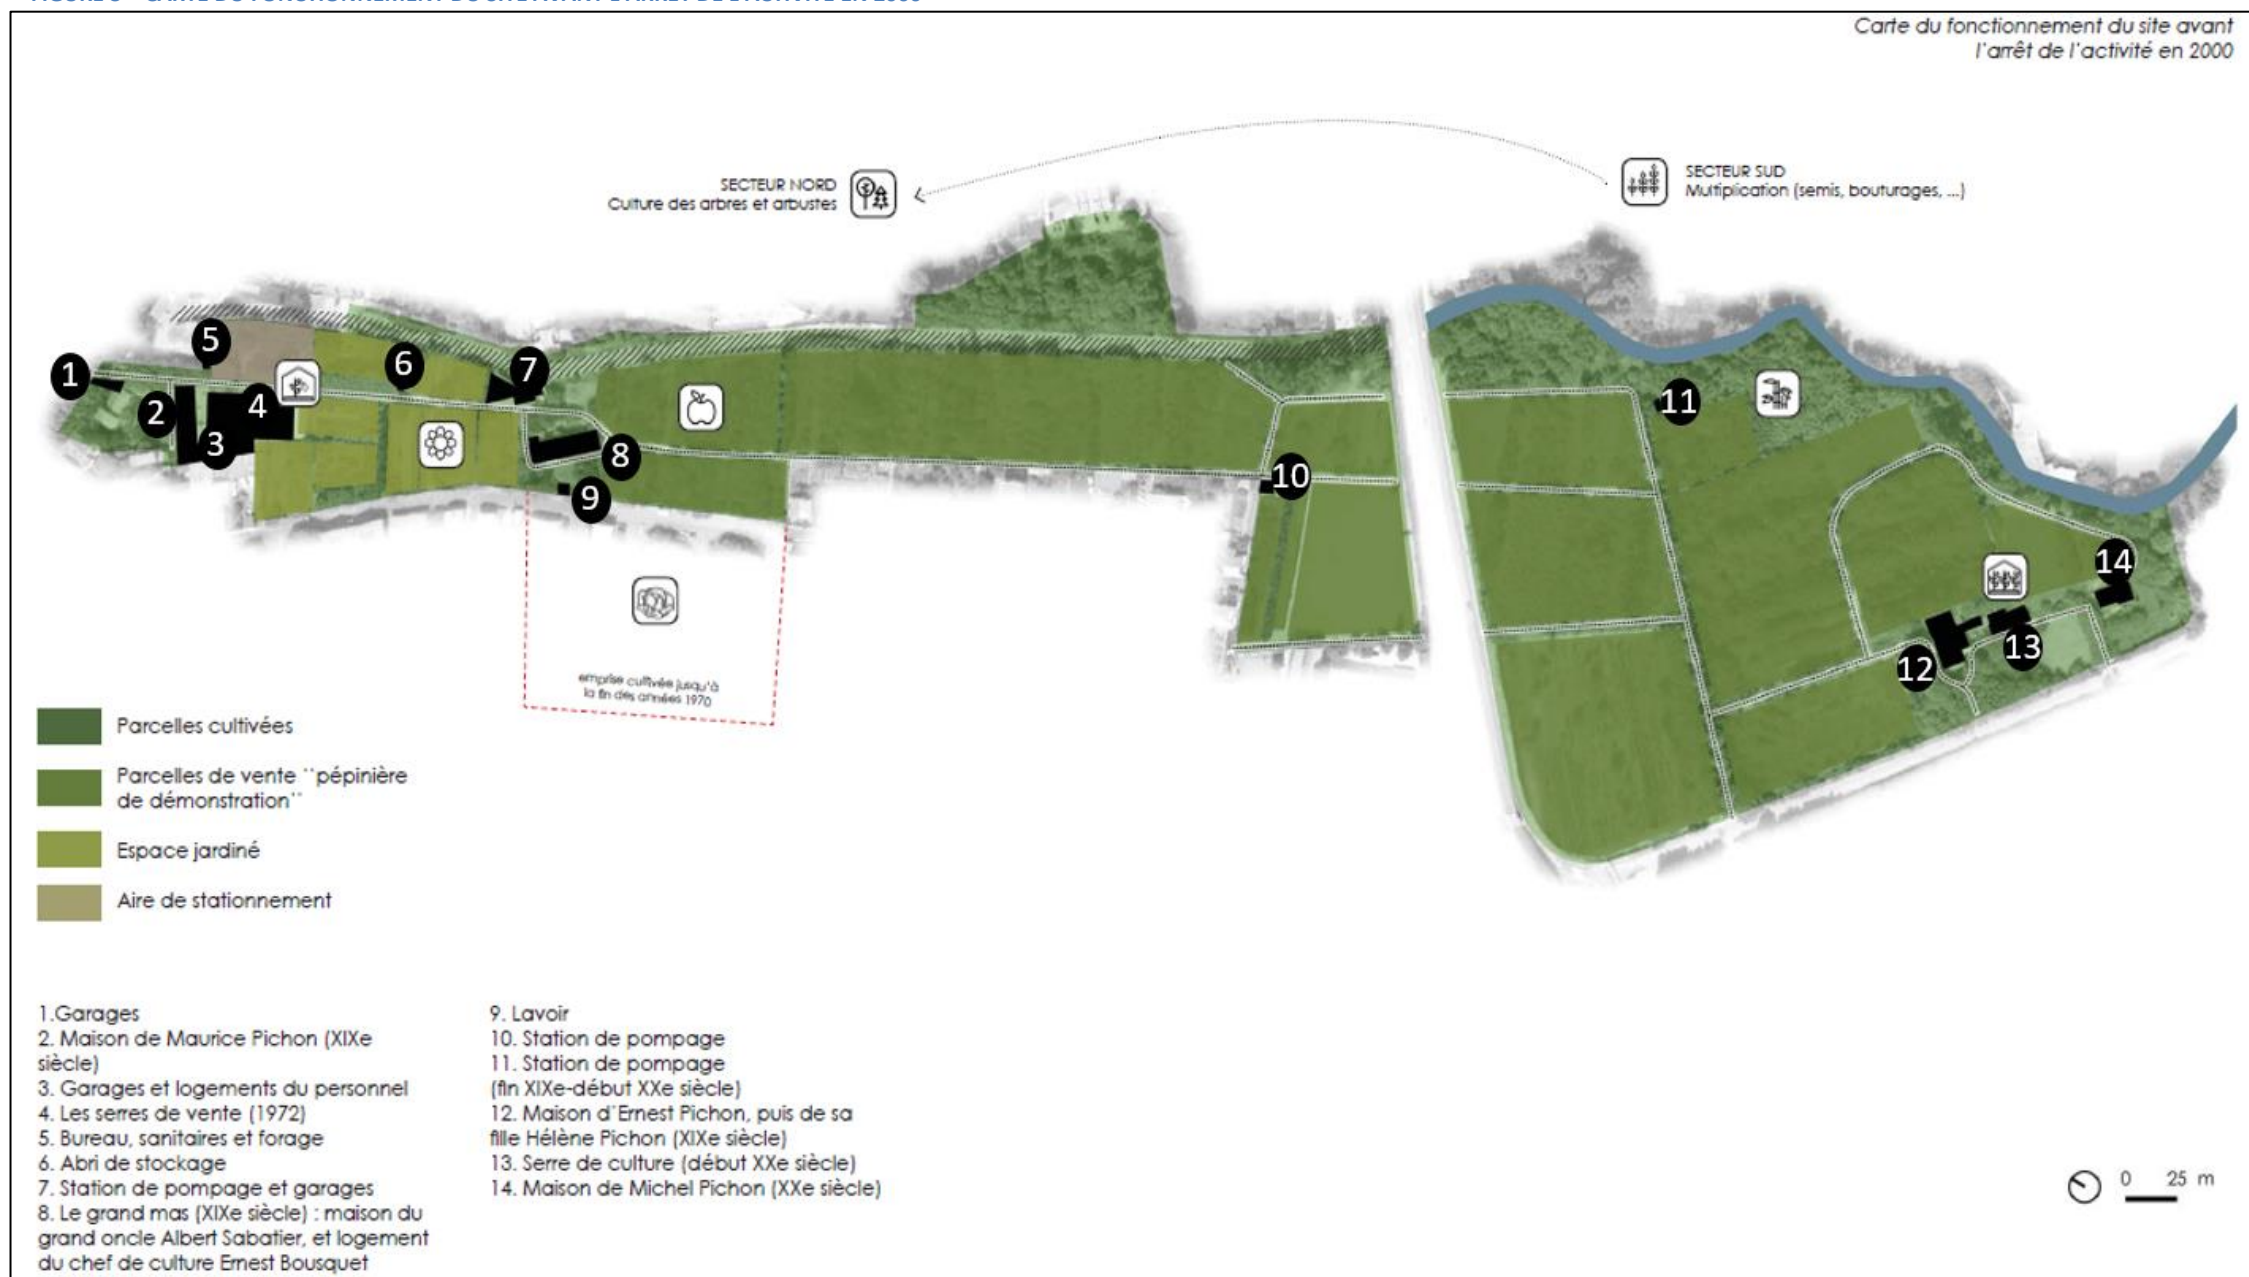 Carte du fonctionnement du site avant
l'arrêt de l'activité en 2000
SECTEUR NORD
Culture des arbres et arbustes
SECTEUR SUD
Multiplication (semis, bouturages, ...)
1
2
3
4
5
6
7
8
9
10
11
12
13
14
emprise cultivée jusqu'à
la fin des années 1970
Parcelles cultivées
Parcelles de vente ''pépinière
de démonstration''
Espace jardiné
Aire de stationnement
1.Garages
2. Maison de Maurice Pichon (XIXe
siècle)
3. Garages et logements du personnel
4. Les serres de vente (1972)
5. Bureau, sanitaires et forage
6. Abri de stockage
7. Station de pompage et garages
8. Le grand mas (XIXe siècle) : maison du
grand oncle Albert Sabatier, et logement
du chef de culture Ernest Bousquet
9. Lavoir
10. Station de pompage
11. Station de pompage
(fin XIXe-début XXe siècle)
12. Maison d'Ernest Pichon, puis de sa
fille Hélène Pichon (XIXe siècle)
13. Serre de culture (début XXe siècle)
14. Maison de Michel Pichon (XXe siècle)
0 25 m